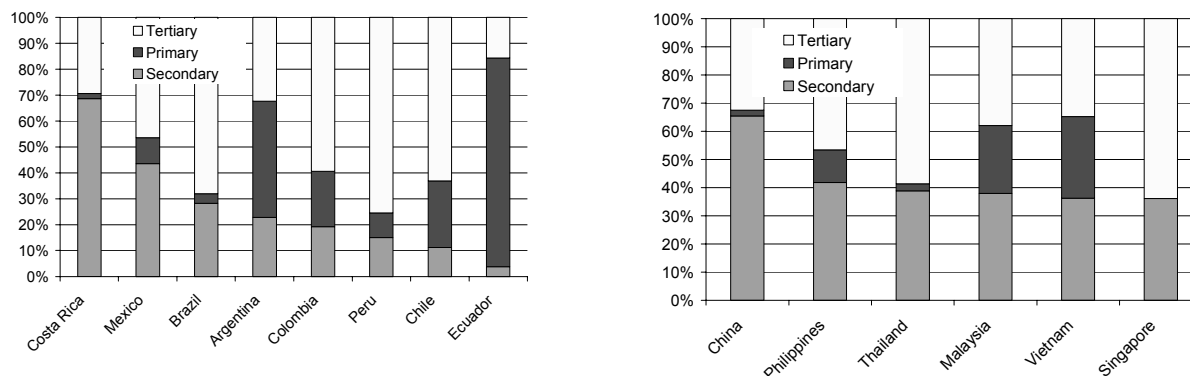 100%
90%
80%
70%
60%
50%
40%
30%
20%
10%
0%
Tertiary
Primary
Secondary
Costa Rica
Mexico
Brazil
Argentina
Colombia
Peru
Chile
Ecuador
100%
90%
80%
70%
60%
50%
40%
30%
20%
10%
0%
Tertiary
Primary
Secondary
China
Philippines
Thailand
Malaysia
Vietnam
Singapore